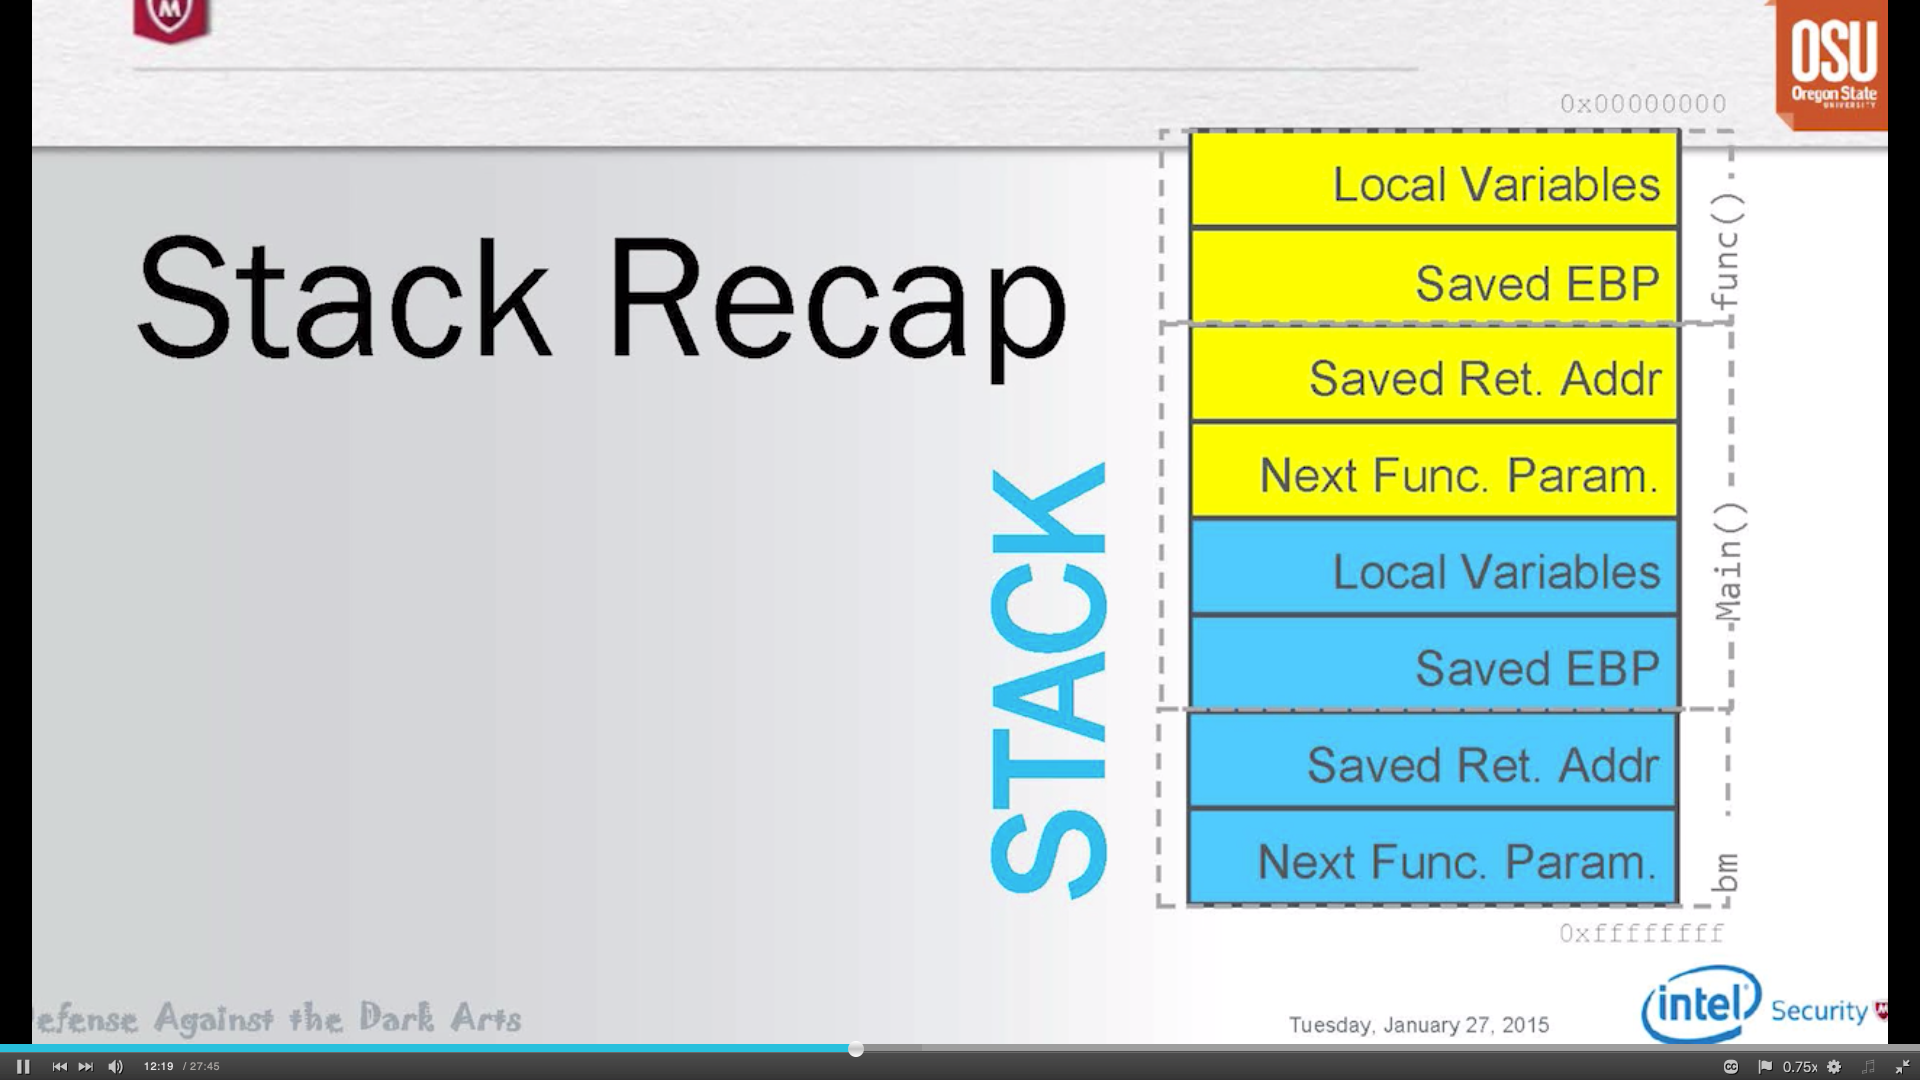 M
OSU
Oregon State
UNIVERSITY
0x00000000
Stack Recap
STACK
Local Variables
Saved EBP
Saved Ret. Addr
Next Func. Param.
Local Variables
Saved EBP
Saved Ret. Addr
Next Func. Param.
func()
Main()
bm
0xffffffff
efense Against the Dark Arts
Tuesday, January 27, 2015
intel Security
12:19 / 27:45
CC
0.75x